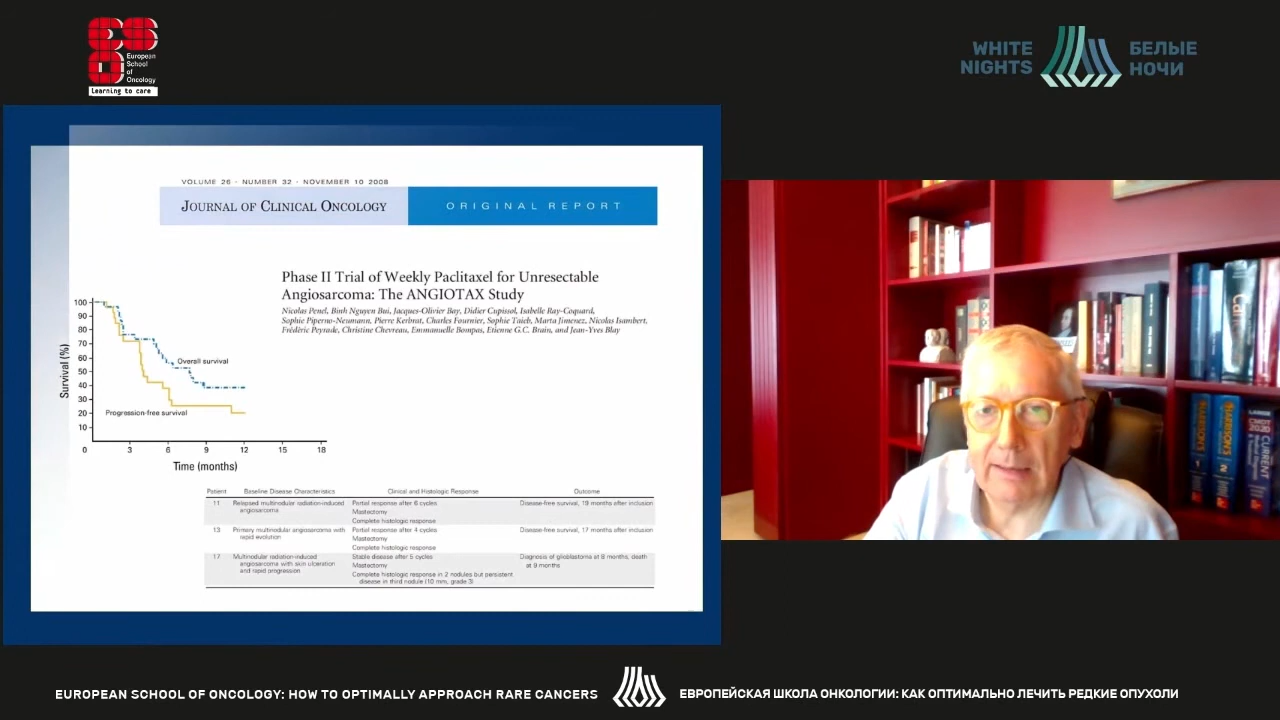 European
School
of
Oncology
Learning to care
WHITE
NIGHTS
БЕЛЫЕ
НОЧИ
VOLUME 26 - NUMBER 32 - NOVEMBER 10 2008
JOURNAL OF CLINICAL ONCOLOGY
ORIGINAL REPORT
Phase II Trial of Weekly Paclitaxel for Unresectable
Angiosarcoma: The ANGIOTAX Study
Nicolas Penel, Binh Nguyen Bui, Jacques-Olivier Bay, Didier Cupissol, Isabelle Ray-Coquard,
Sophie Piperno-Neumann, Pierre Kerbrat, Charles Fournier, Sophie Taieb, Marta Jimenez, Nicolas Isambert,
Frédéric Peyrade, Christine Chevreau, Emmanuelle Bompas, Etienne G.C. Brain, and Jean-Yves Blay
Survival (%)
100
90
80
70
60
50
40
30
20
10
Overall survival
Progression-free survival
0 3 6 9 12 15 18
Time (months)
Patient Baseline Disease Characteristics Clinical and Histologic Response Outcome
11 Relapsed multinodular radiation-induced Partial response after 6 cycles Disease-free survival, 19 months after inclusion
angiosarcoma Mastectomy
Complete histologic response
13 Primary multinodular angiosarcoma with Partial response after 4 cycles Disease-free survival, 17 months after inclusion
rapid evolution Mastectomy
Complete histologic response
17 Multinodular radiation-induced Stable disease after 5 cycles Diagnosis of glioblastoma at 8 months, death
angiosarcoma with skin ulceration Mastectomy at 9 months
and rapid progression Complete histologic response in 2 nodules but persistent
disease in third nodule (10 mm, grade 3)
HARRISON'S
1
HARRISON'S
2
CURRENT
EUROPEAN SCHOOL OF ONCOLOGY: HOW TO OPTIMALLY APPROACH RARE CANCERS
ЕВРОПЕЙСКАЯ ШКОЛА ОНКОЛОГИИ: КАК ОПТИМАЛЬНО ЛЕЧИТЬ РЕДКИЕ ОПУХОЛИ